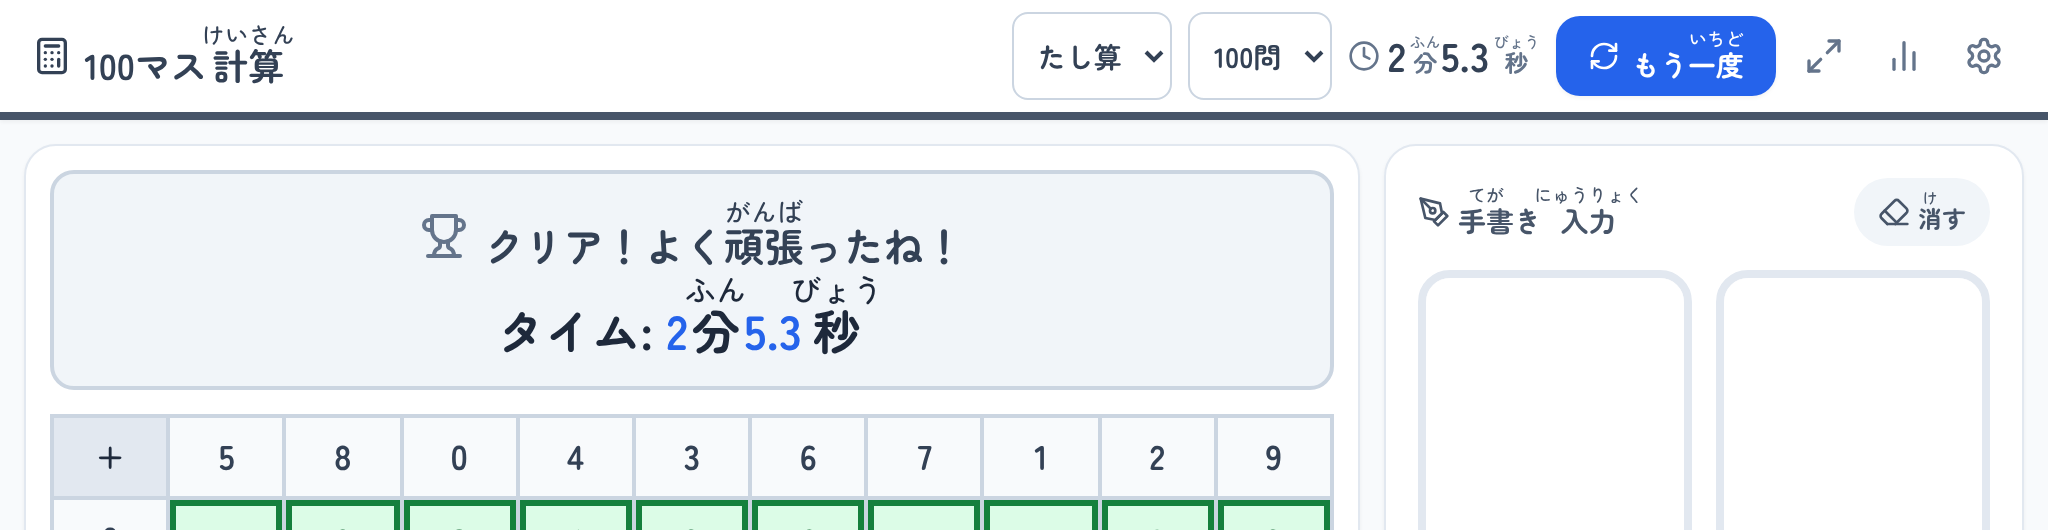 けいさん
100マス 計算
たし算
100問
ふん びょう
2分5.3秒
いちど
もう一度
がんば
クリア！よく頑張ったね！
ふん びょう
タイム: 2分5.3 秒
てが にゅうりょく
手書き 入力
け
消す
+ 5 8 0 4 3 6 7 1 2 9